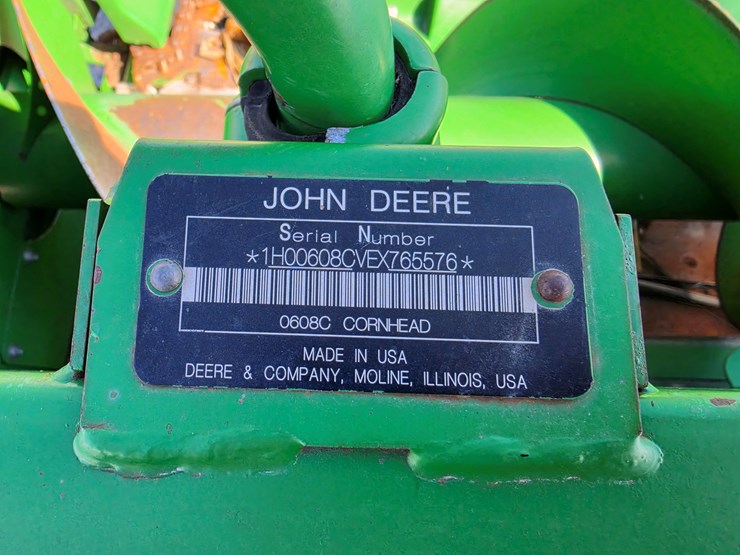 JOHN DEERE
Serial Number
*1H00608CVEX765576*
0608C CORNHEAD
MADE IN USA
DEERE & COMPANY, MOLINE, ILLINOIS, USA